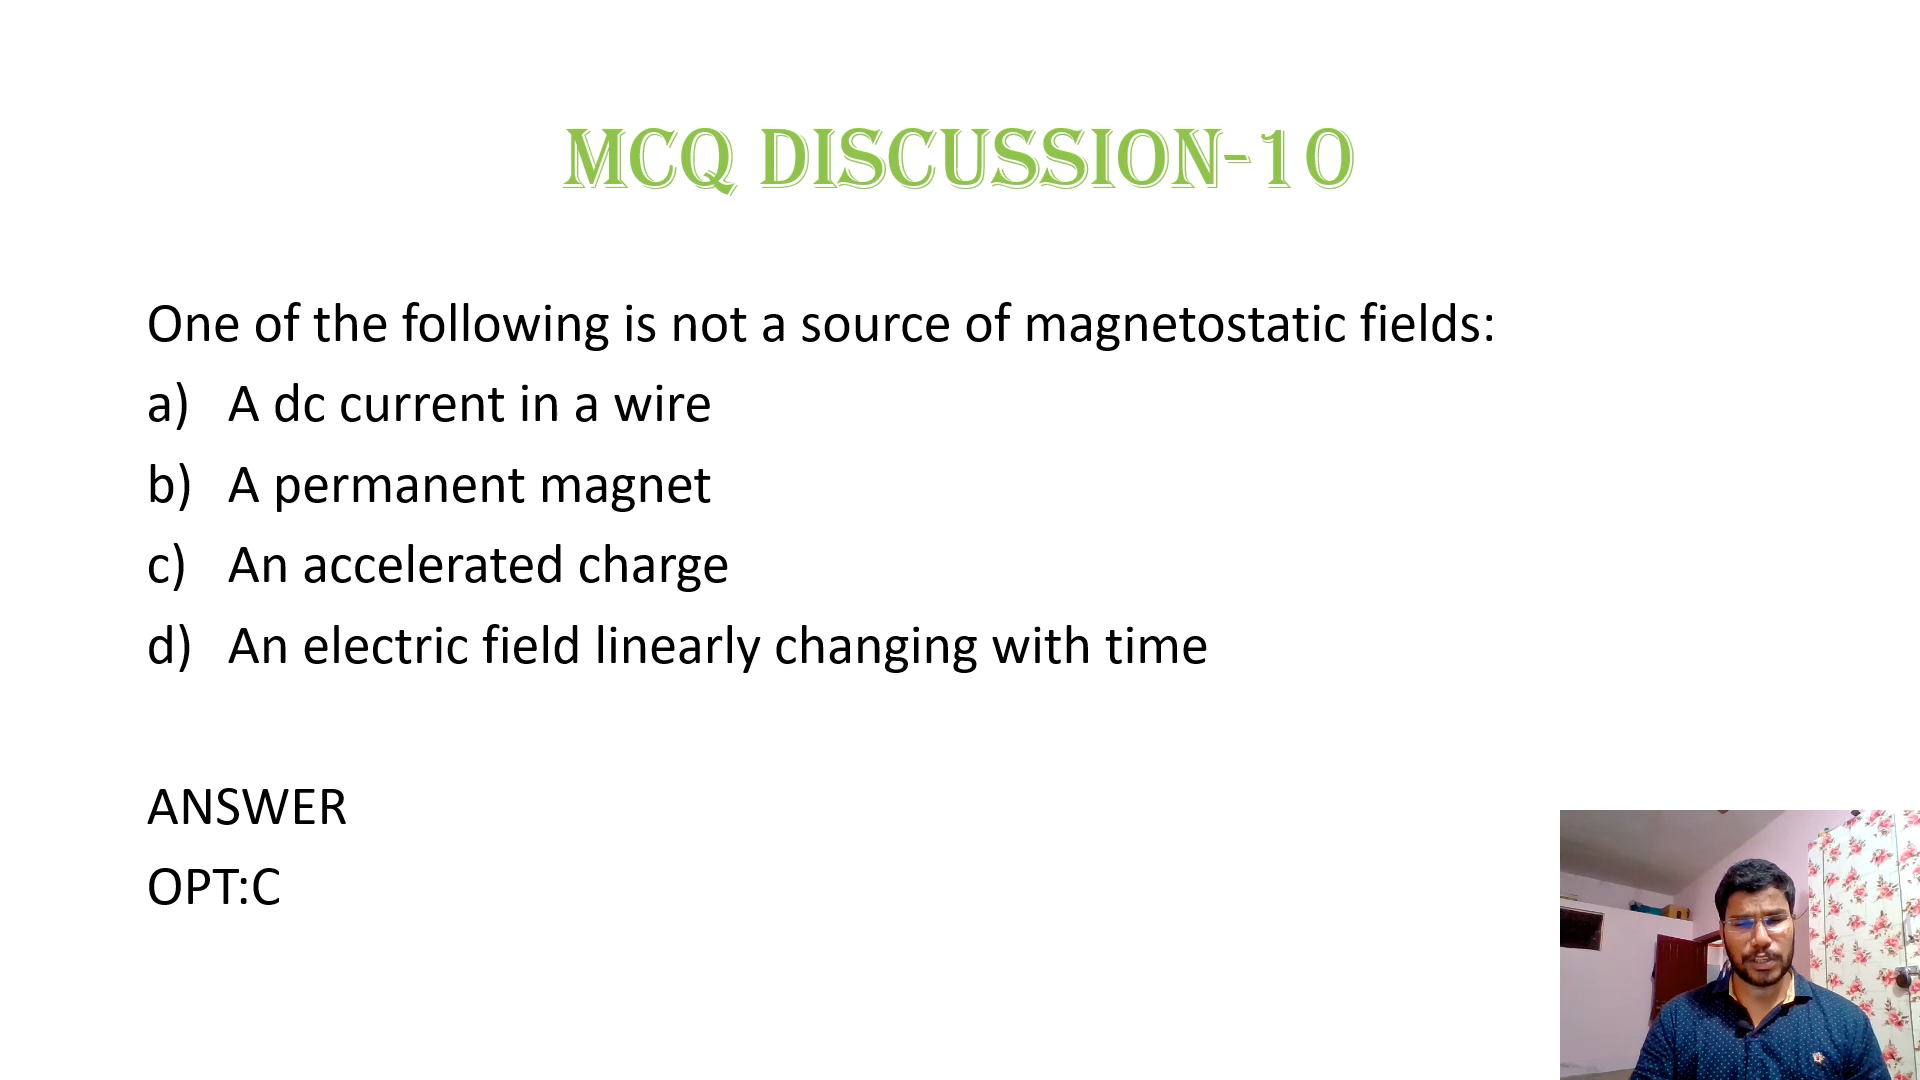 MCQ DISCUSSION-10
One of the following is not a source of magnetostatic fields:
a) A dc current in a wire
b) A permanent magnet
c) An accelerated charge
d) An electric field linearly changing with time
ANSWER
OPT:C